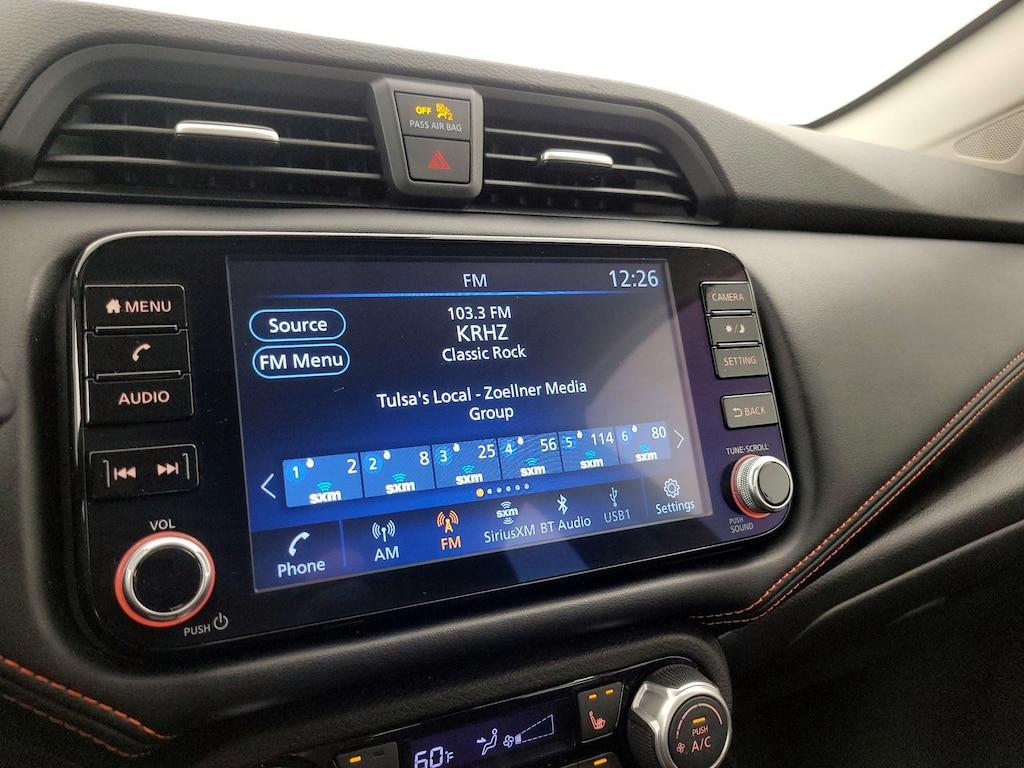 OFF 2
PASS AIR BAG
MENU
AUDIO
VOL
PUSH
FM
12:26
Source
FM Menu
103.3 FM
KRHZ
Classic Rock
Tulsa's Local - Zoellner Media
Group
1 2 sxm
2 8 sxm
3 25 sxm
4 56 sxm
5 114 sxm
6 80 sxm
Phone
AM
FM
sxm
SiriusXM
BT Audio
USB1
Settings
CAMERA
SETTING
BACK
TUNE·SCROLL
PUSH
SOUND
60°F
PUSH
A/C